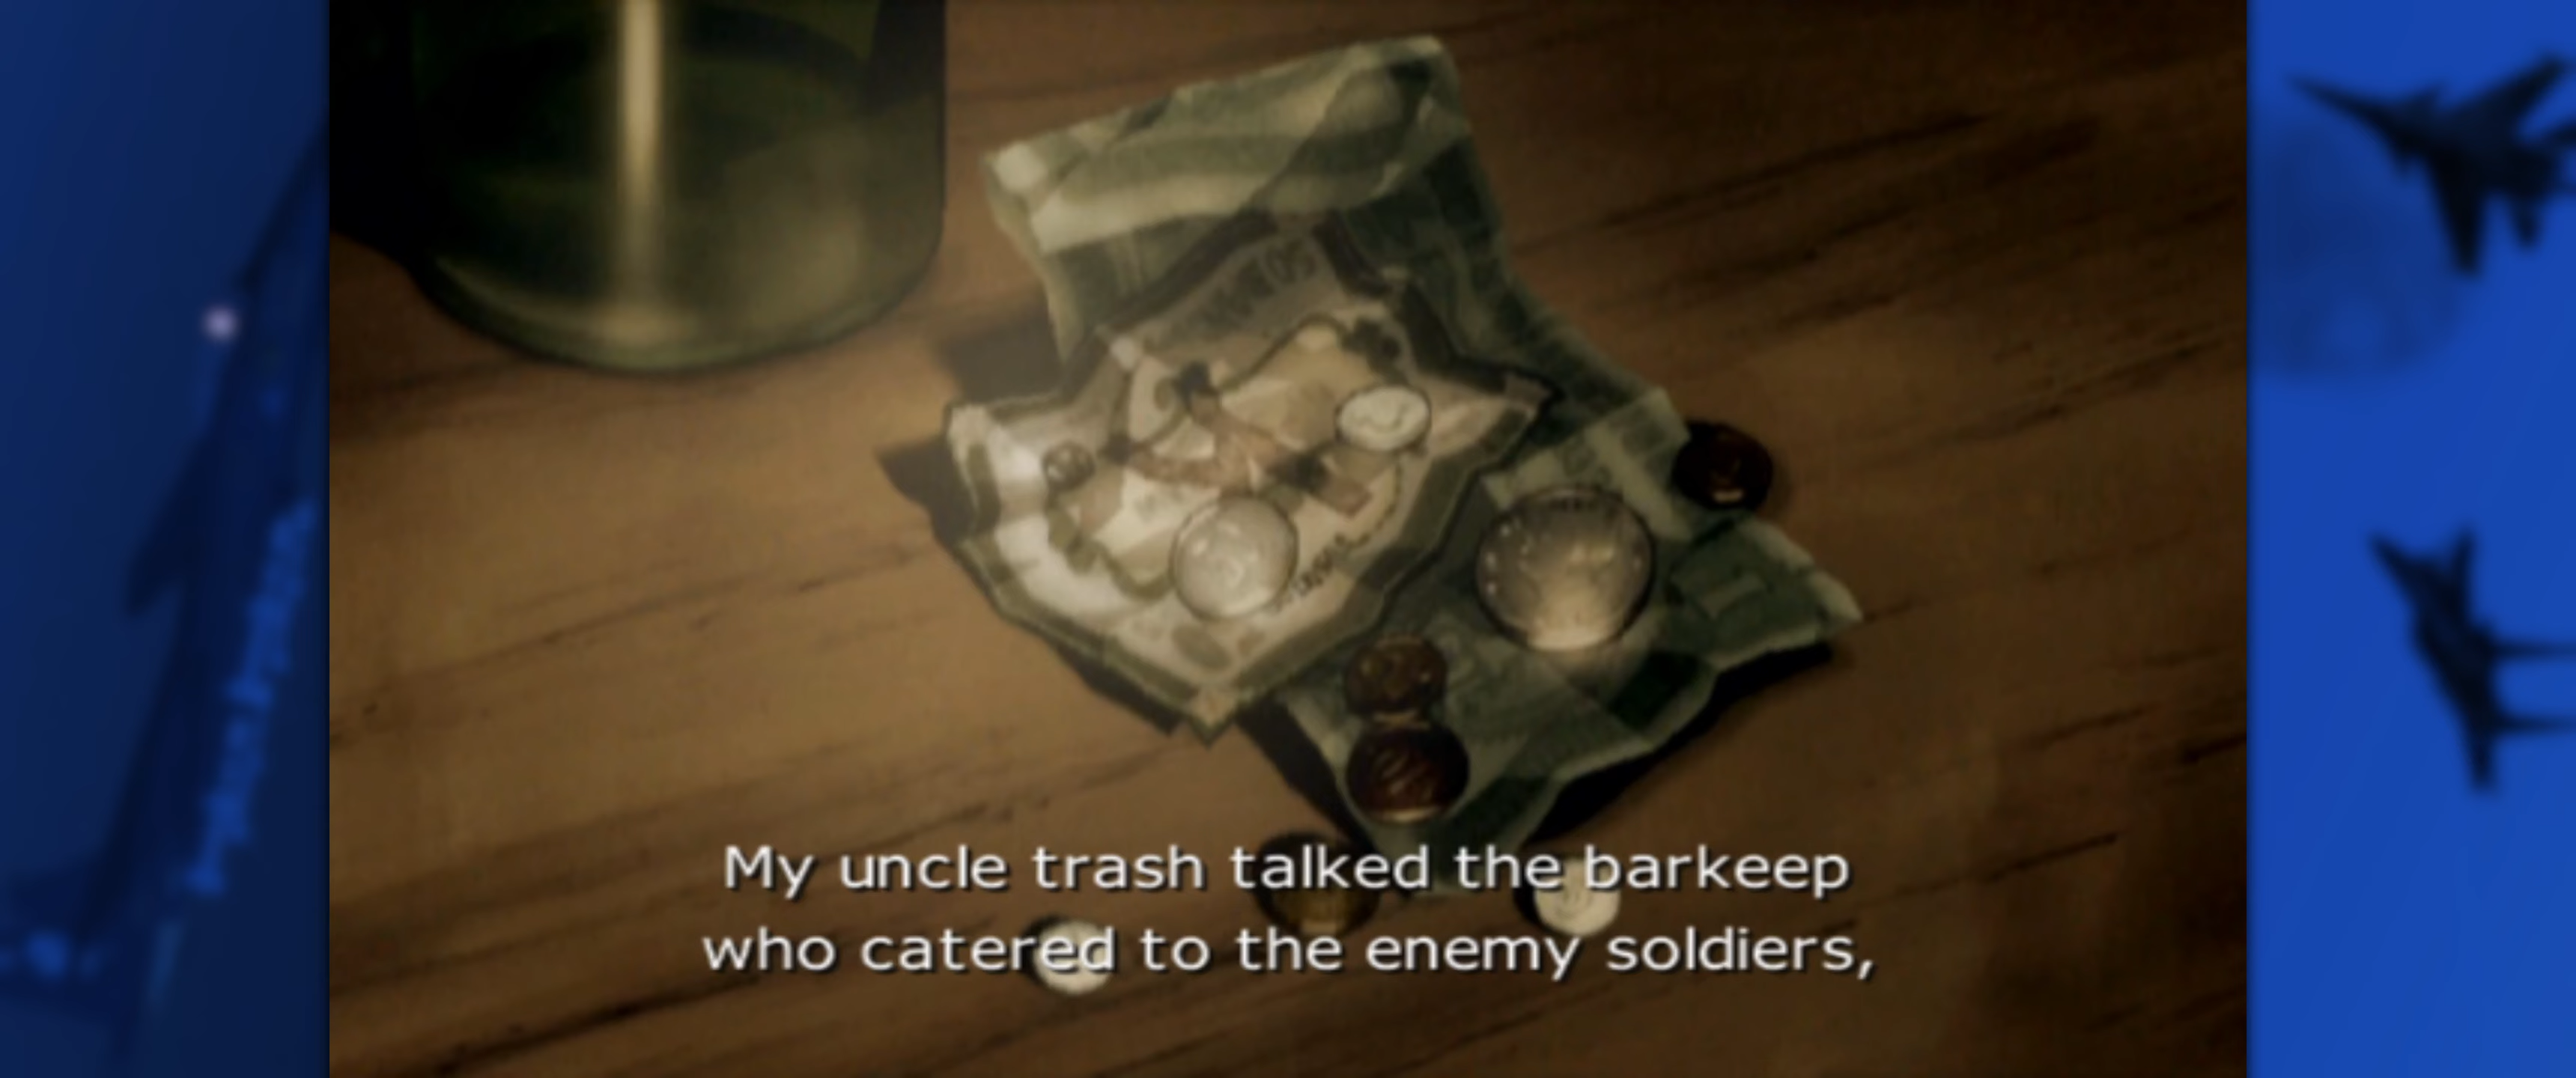 My uncle trash talked the barkeep
who catered to the enemy soldiers,